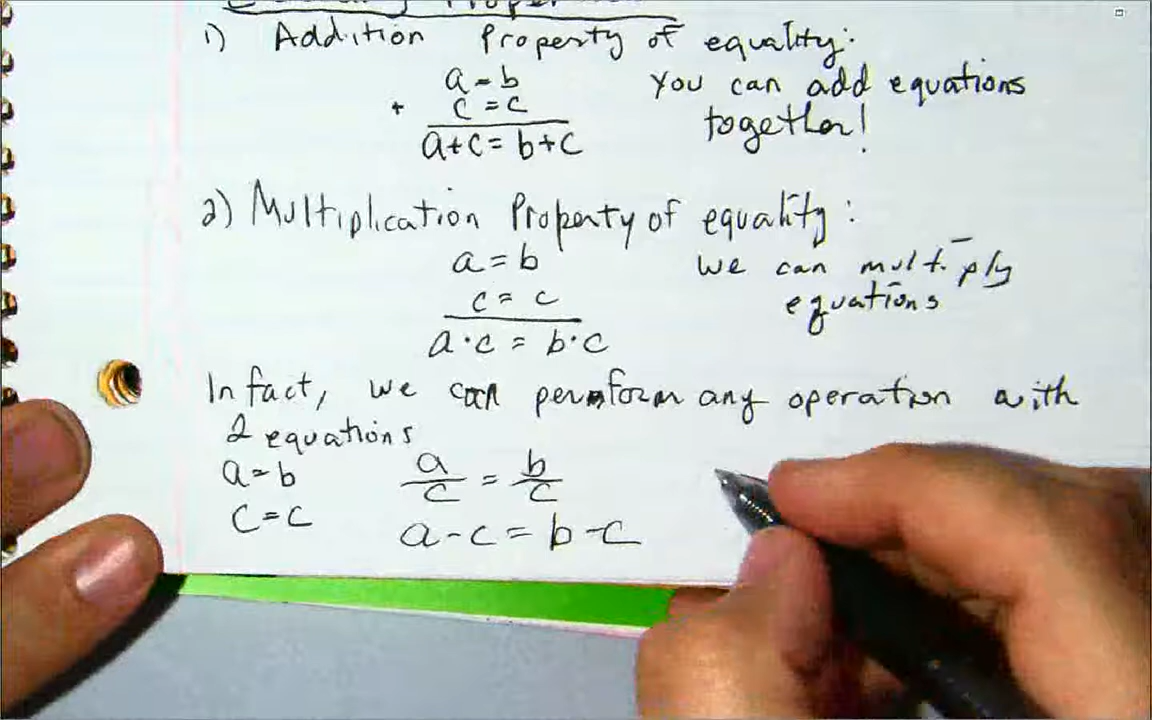 1) Addition Property of equality:
a = b You can add equations
+ c = c together!
a+c = b+c
2) Multiplication Property of equality:
a = b we can multiply
c = c equations
a·c = b·c
In fact, we can perform any operation with
2 equations
a = b a/c = b/c
c = c a-c = b-c